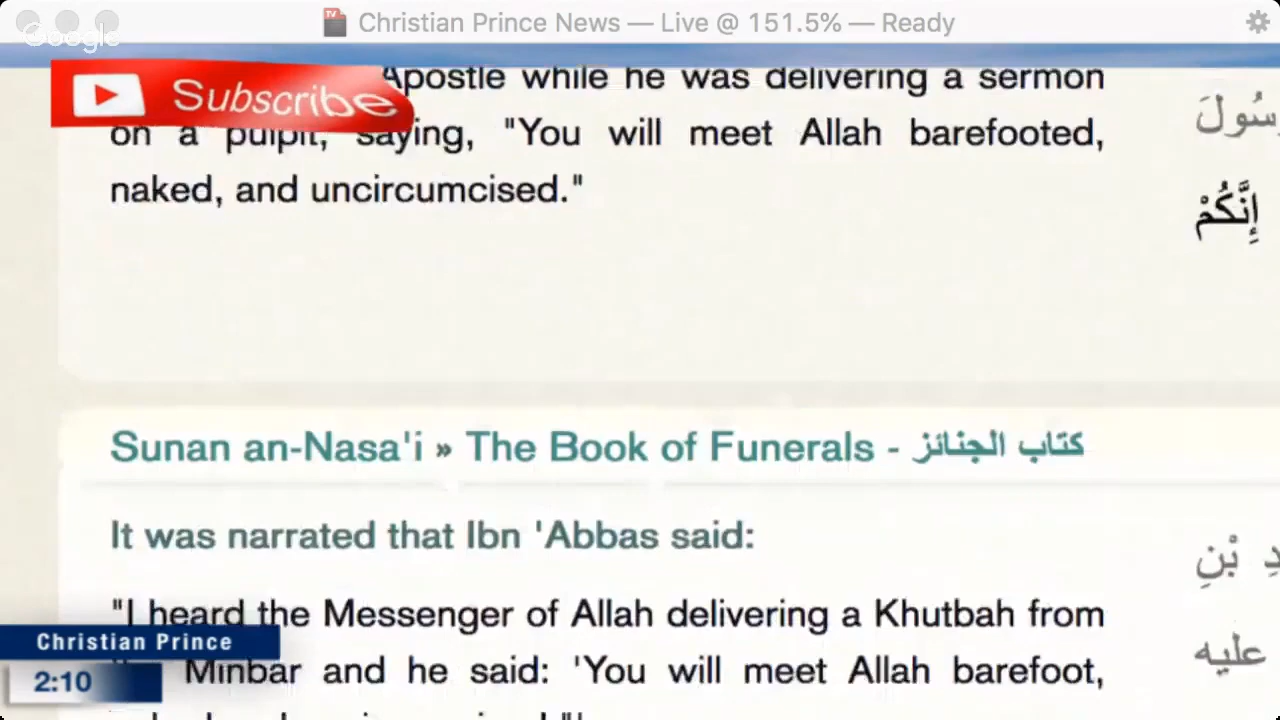 Christian Prince News — Live @ 151.5% — Ready
Google
Subscribe
Apostle while he was delivering a sermon
on a pulpit, saying, "You will meet Allah barefooted,
naked, and uncircumcised."
إِنَّكُمْ
Sunan an-Nasa'i » The Book of Funerals - كتاب الجنائز
It was narrated that Ibn 'Abbas said:
"I heard the Messenger of Allah delivering a Khutbah from
Minbar and he said: 'You will meet Allah barefoot,
بْنِ
عليه
Christian Prince
2:10